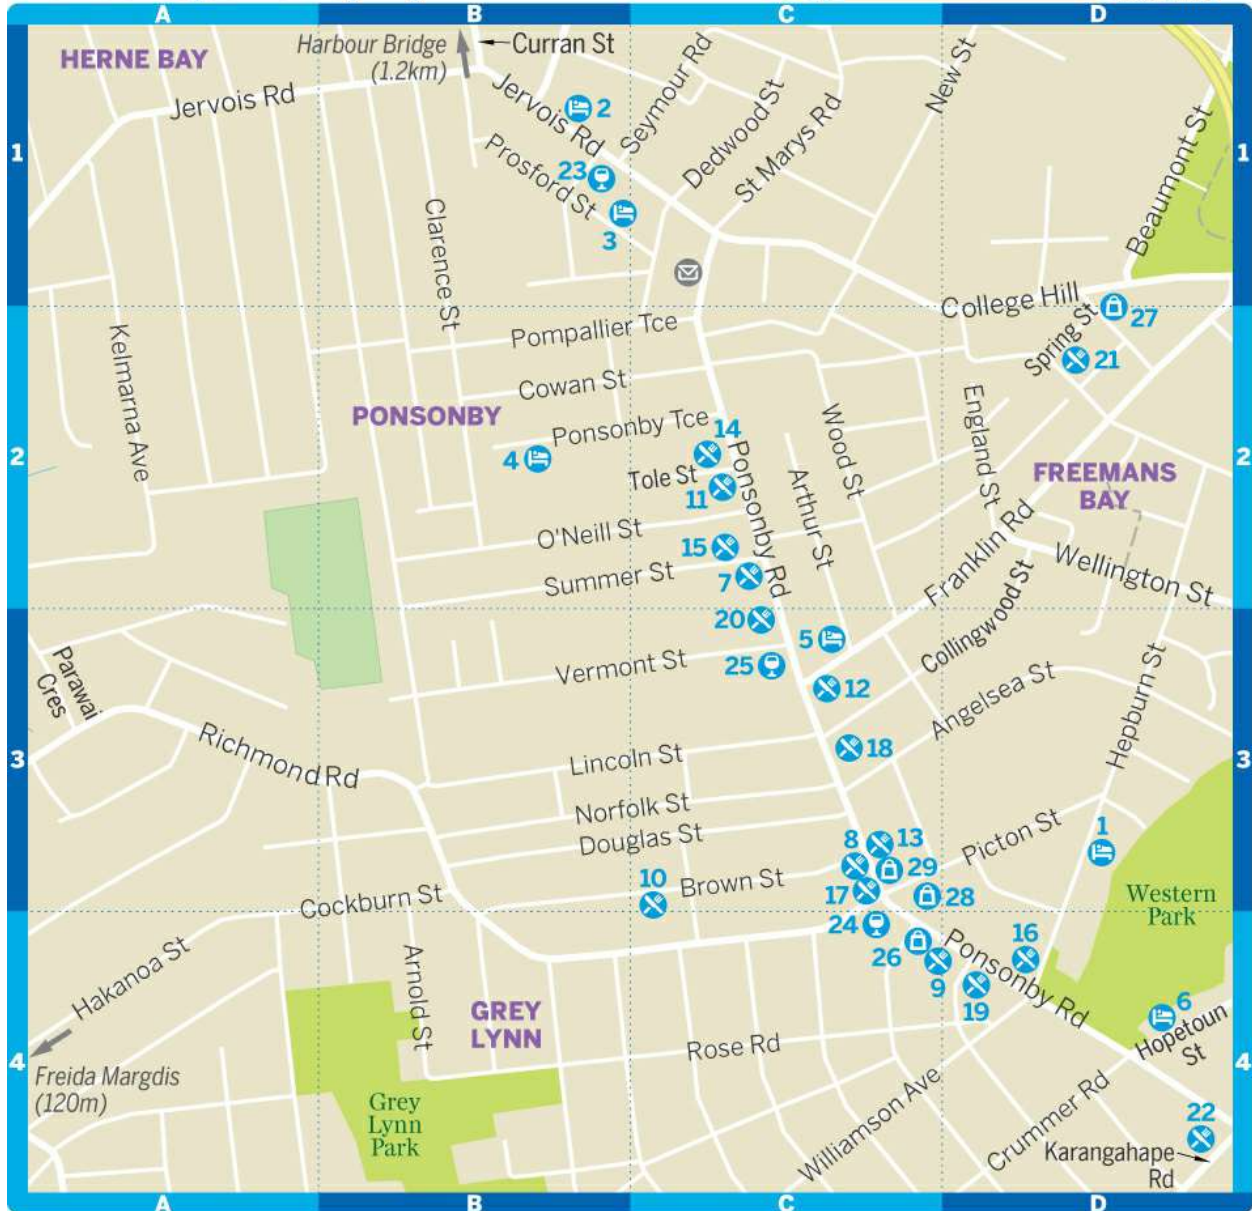 A
B
C
D
HERNE BAY
Harbour Bridge
(1.2km)
Curran St
Jervois Rd
Jervois Rd
2
Seymour Rd
Dedwood St
St Marys Rd
New St
Beaumont St
1
1
23
Prosford St
3
Clarence St
College Hill
27
Spring St
21
Pompallier Tce
Kelmarna Ave
Cowan St
PONSONBY
Ponsonby Tce
14
4
Tole St
11
Ponsonby Rd
Wood St
Arthur St
England St
FREEMANS
BAY
2
2
O'Neill St
15
Summer St
7
Franklin Rd
Wellington St
Collingwood St
20
5
Vermont St
25
12
Parawai
Cres
Angelsea St
Hepburn St
Richmond Rd
Lincoln St
18
3
3
Norfolk St
Douglas St
8
13
Picton St
1
29
10
Brown St
17
28
Western
Park
Cockburn St
24
26
9
Ponsonby Rd
16
19
Hakanoa St
Arnold St
GREY
LYNN
6
Hopetoun
St
Rose Rd
4
4
Freida Margdis
(120m)
Grey
Lynn
Park
Williamson Ave
Crummer Rd
22
Karangahape
Rd
A
B
C
D